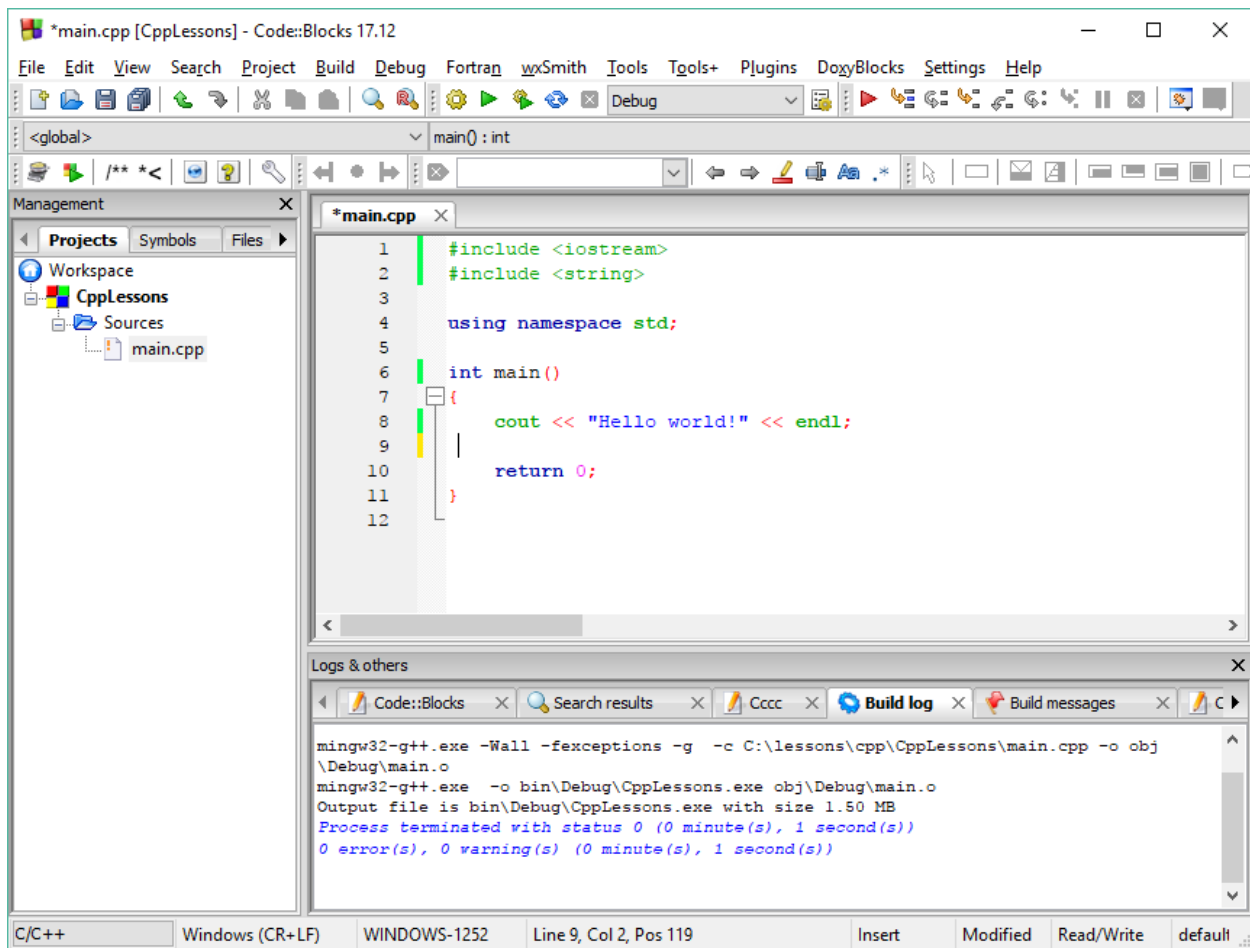 *main.cpp [CppLessons] - Code::Blocks 17.12
File Edit View Search Project Build Debug Fortran wxSmith Tools Tools+ Plugins DoxyBlocks Settings Help
Debug
<global> main() : int
/** *<
Aa .*
Management
*main.cpp
Projects Symbols Files
Workspace
CppLessons
Sources
main.cpp
1 #include <iostream>
2 #include <string>
3
4 using namespace std;
5
6 int main()
7 {
8 cout << "Hello world!" << endl;
9
10 return 0;
11 }
12
Logs & others
Code::Blocks Search results Cccc Build log Build messages C
mingw32-g++.exe -Wall -fexceptions -g -c C:\lessons\cpp\CppLessons\main.cpp -o obj
\Debug\main.o
mingw32-g++.exe -o bin\Debug\CppLessons.exe obj\Debug\main.o
Output file is bin\Debug\CppLessons.exe with size 1.50 MB
Process terminated with status 0 (0 minute(s), 1 second(s))
0 error(s), 0 warning(s) (0 minute(s), 1 second(s))
C/C++ Windows (CR+LF) WINDOWS-1252 Line 9, Col 2, Pos 119 Insert Modified Read/Write default